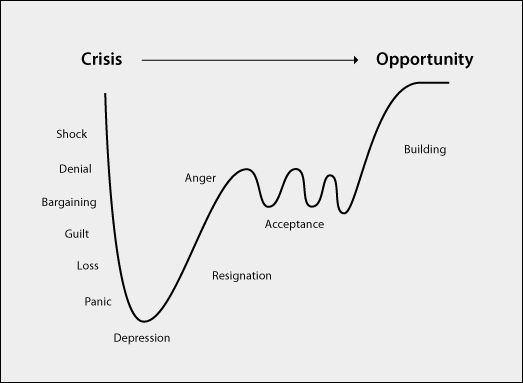 Crisis
Opportunity
Shock
Denial
Bargaining
Guilt
Loss
Panic
Depression
Anger
Resignation
Acceptance
Building